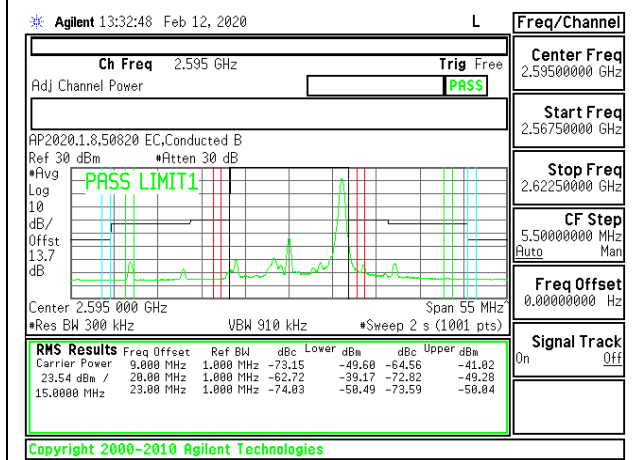 Agilent 13:32:48 Feb 12, 2020 L
Freq/Channel
Ch Freq 2.595 GHz Trig Free
Adj Channel Power PASS
Center Freq
2.59500000 GHz
Start Freq
2.56750000 GHz
Stop Freq
2.62250000 GHz
CF Step
5.50000000 MHz
Auto Man
Freq Offset
0.00000000 Hz
Signal Track
On Off
AP2020.1.8,50820 EC,Conducted B
Ref 30 dBm #Atten 30 dB
#Avg
Log
10
dB/
Offst
13.7
dB
PASS LIMIT1
Center 2.595 000 GHz Span 55 MHz^
#Res BW 300 kHz VBW 910 kHz #Sweep 2 s (1001 pts)
RMS Results Freq Offset Ref BW dBc Lower dBm dBc Upper dBm
Carrier Power 9.000 MHz 1.000 MHz -73.15 -49.60 -64.56 -41.02
23.54 dBm / 20.00 MHz 1.000 MHz -62.72 -39.17 -72.82 -49.28
15.0000 MHz 23.00 MHz 1.000 MHz -74.03 -50.49 -73.59 -50.04
Copyright 2000-2010 Agilent Technologies